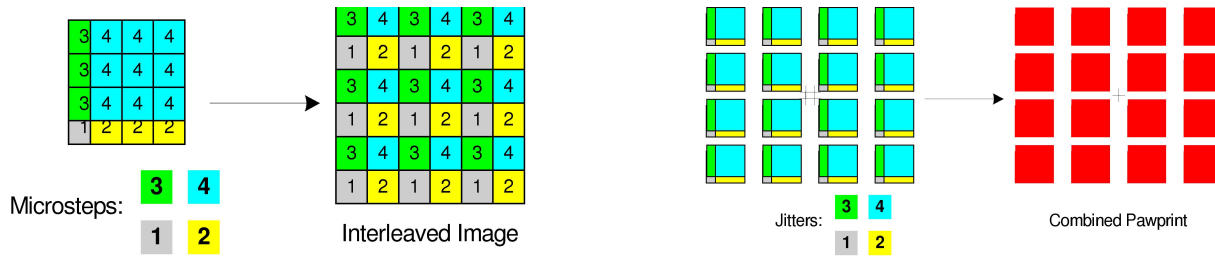 3 4 4 4
3 4 4 4
3 4 4 4
1 2 2 2
Microsteps:
3 4
1 2
3 4 3 4 3 4
1 2 1 2 1 2
3 4 3 4 3 4
1 2 1 2 1 2
3 4 3 4 3 4
1 2 1 2 1 2
Interleaved Image
Jitters:
3 4
1 2
Combined Pawprint